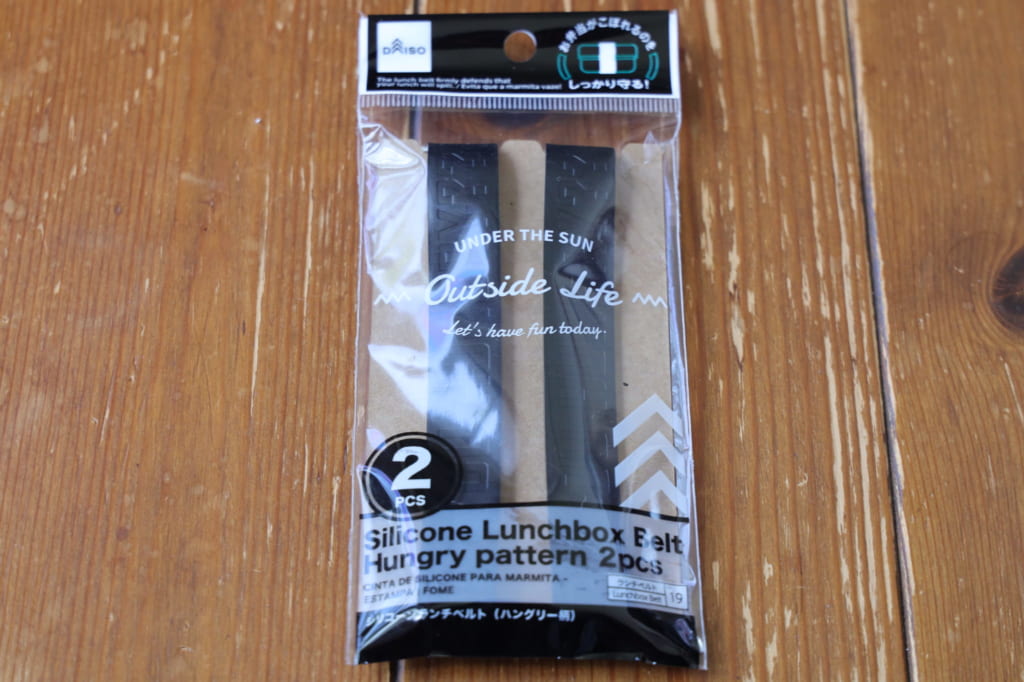 DAISO
お弁当がこぼれるのを
しっかり守る!
The lunch belt firmly defends that
your lunch will spill. / Evita que a marmita vaze!
UNDER THE SUN
Outside Life
Let's have fun today.
2
PCS
Silicone Lunchbox Belt
Hungry pattern 2pcs
CINTA DE SILICONE PARA MARMITA -
ESTAMPA FOME
ランチベルト
Lunchbox Belt
19
シリコーンランチベルト（ハングリー柄）